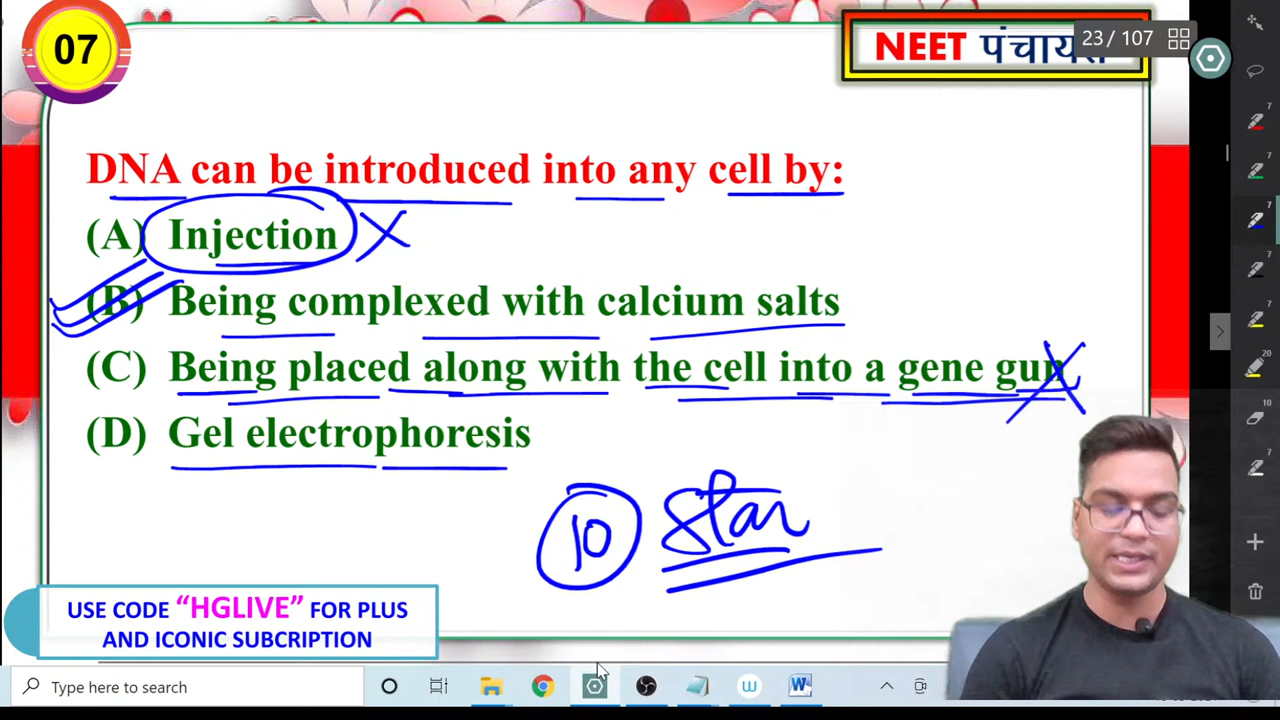 07
NEET पंचायत
23 / 107
DNA can be introduced into any cell by:
(A) Injection
(B) Being complexed with calcium salts
(C) Being placed along with the cell into a gene gun
(D) Gel electrophoresis
10 Star
USE CODE “HGLIVE” FOR PLUS
AND ICONIC SUBCRIPTION
Type here to search